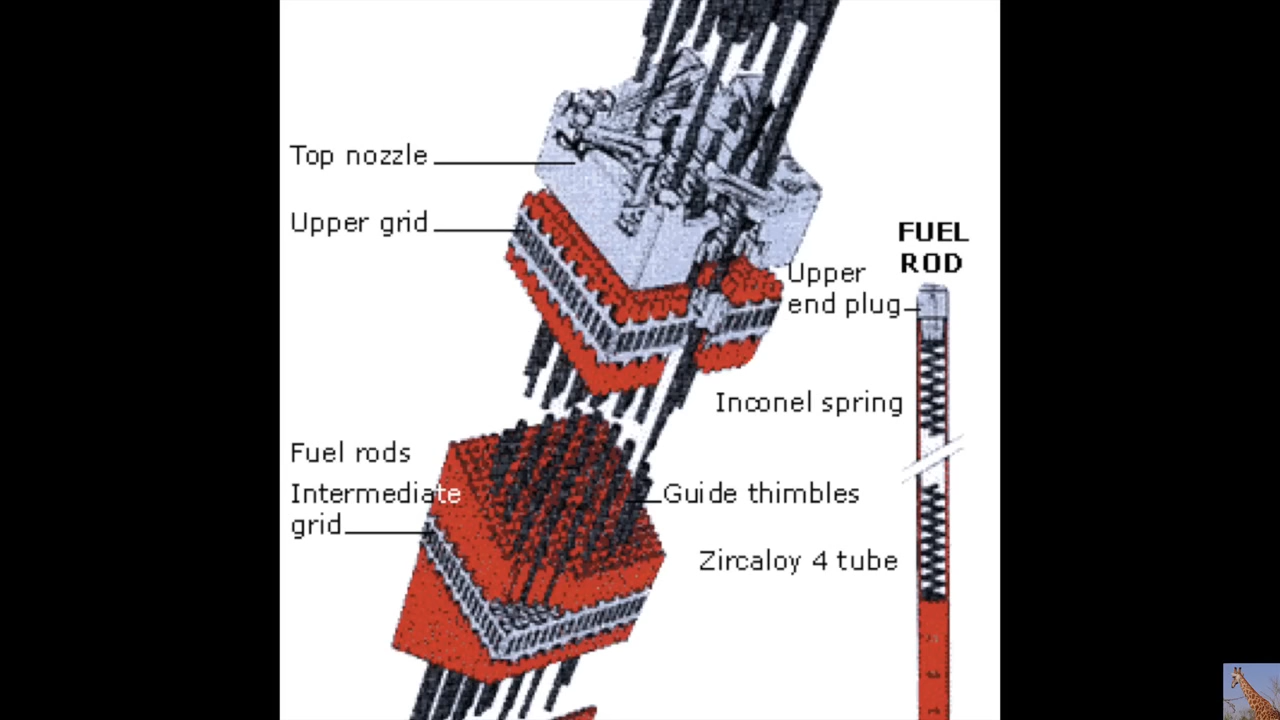 Top nozzle
Upper grid
FUEL
ROD
Upper
end plug
Inconel spring
Fuel rods
Intermediate
grid
Guide thimbles
Zircaloy 4 tube